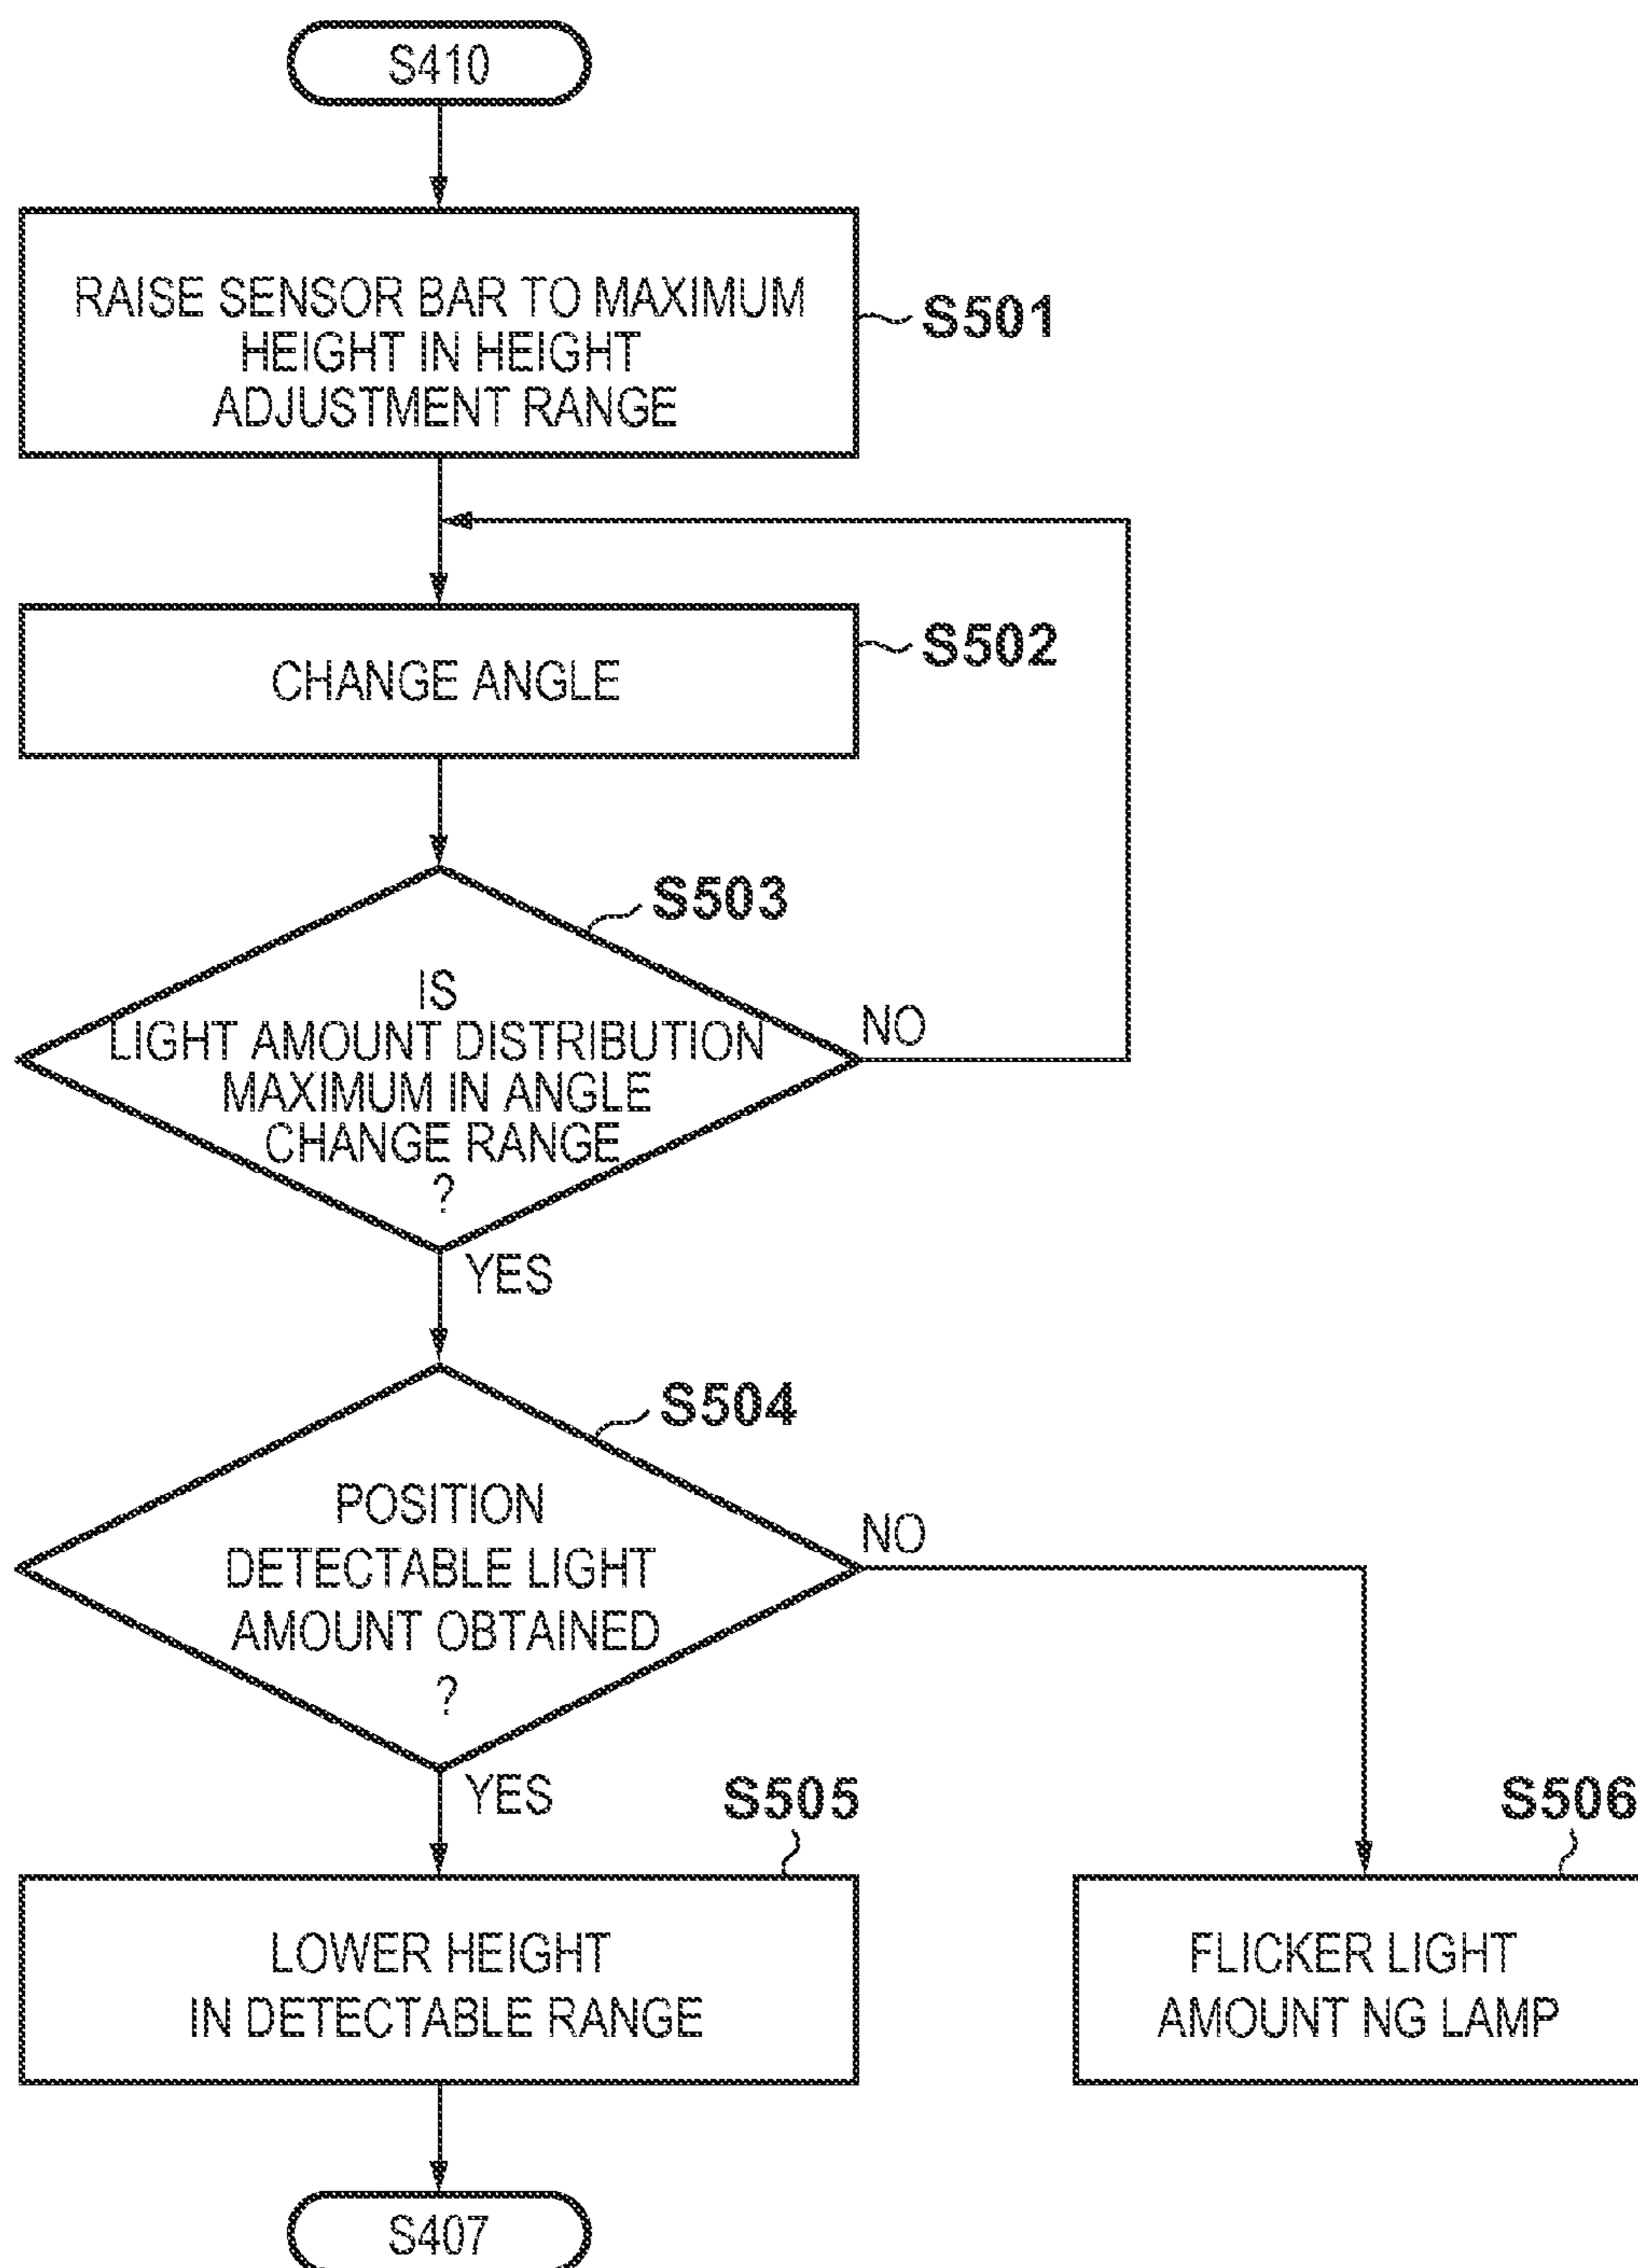 S410
RAISE SENSOR BAR TO MAXIMUM
HEIGHT IN HEIGHT
ADJUSTMENT RANGE
S501
CHANGE ANGLE
S502
S503
IS
LIGHT AMOUNT DISTRIBUTION
MAXIMUM IN ANGLE
CHANGE RANGE
?
NO
YES
S504
POSITION
DETECTABLE LIGHT
AMOUNT OBTAINED
?
NO
YES
S505
LOWER HEIGHT
IN DETECTABLE RANGE
S506
FLICKER LIGHT
AMOUNT NG LAMP
S407